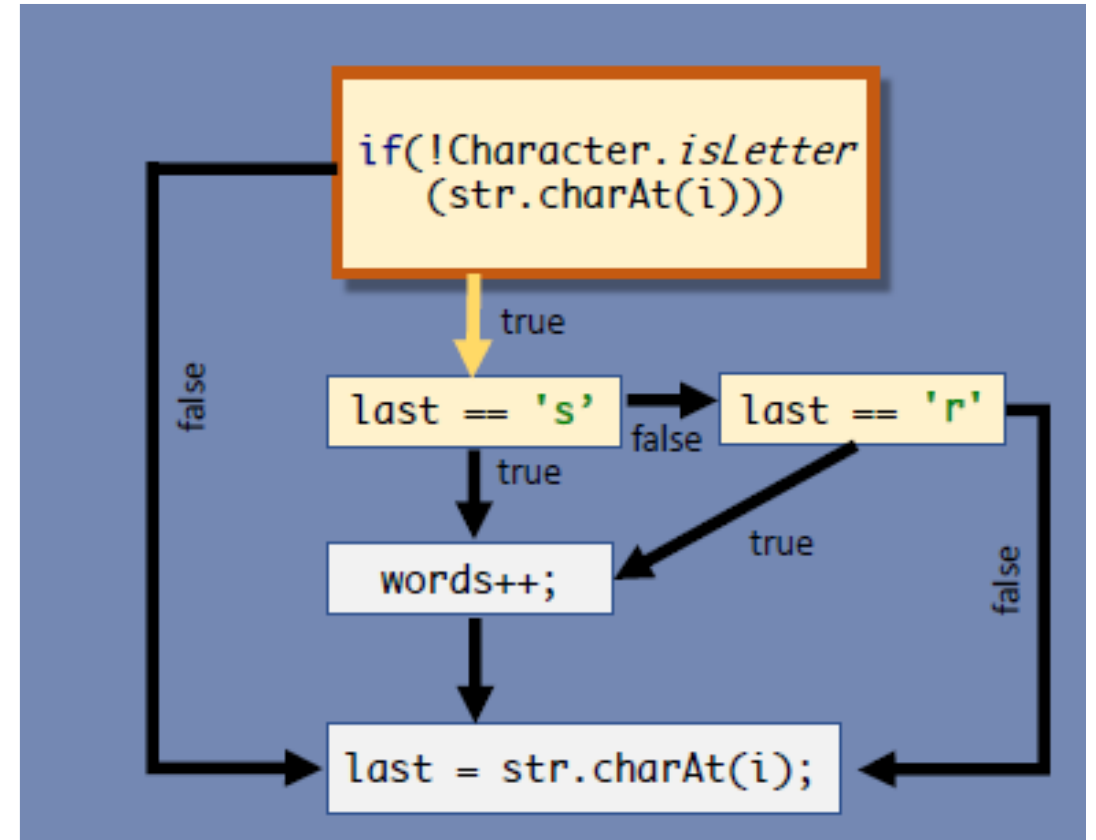 if(!Character.isLetter
(str.charAt(i)))
true
false
last == 's’
false
last == 'r'
true
true
false
words++;
last = str.charAt(i);